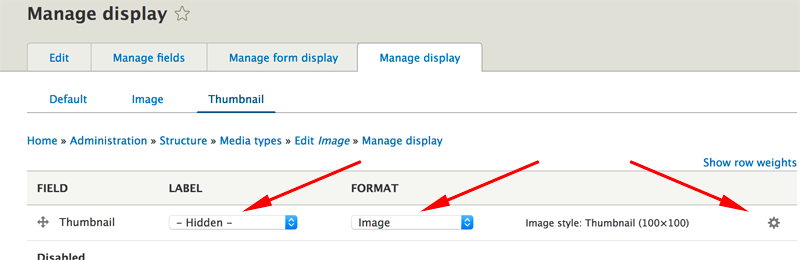 Manage display
Edit Manage fields Manage form display Manage display
Default Image Thumbnail
Home » Administration » Structure » Media types » Edit Image » Manage display
Show row weights
FIELD LABEL FORMAT
Thumbnail - Hidden - Image Image style: Thumbnail (100×100)
Disabled